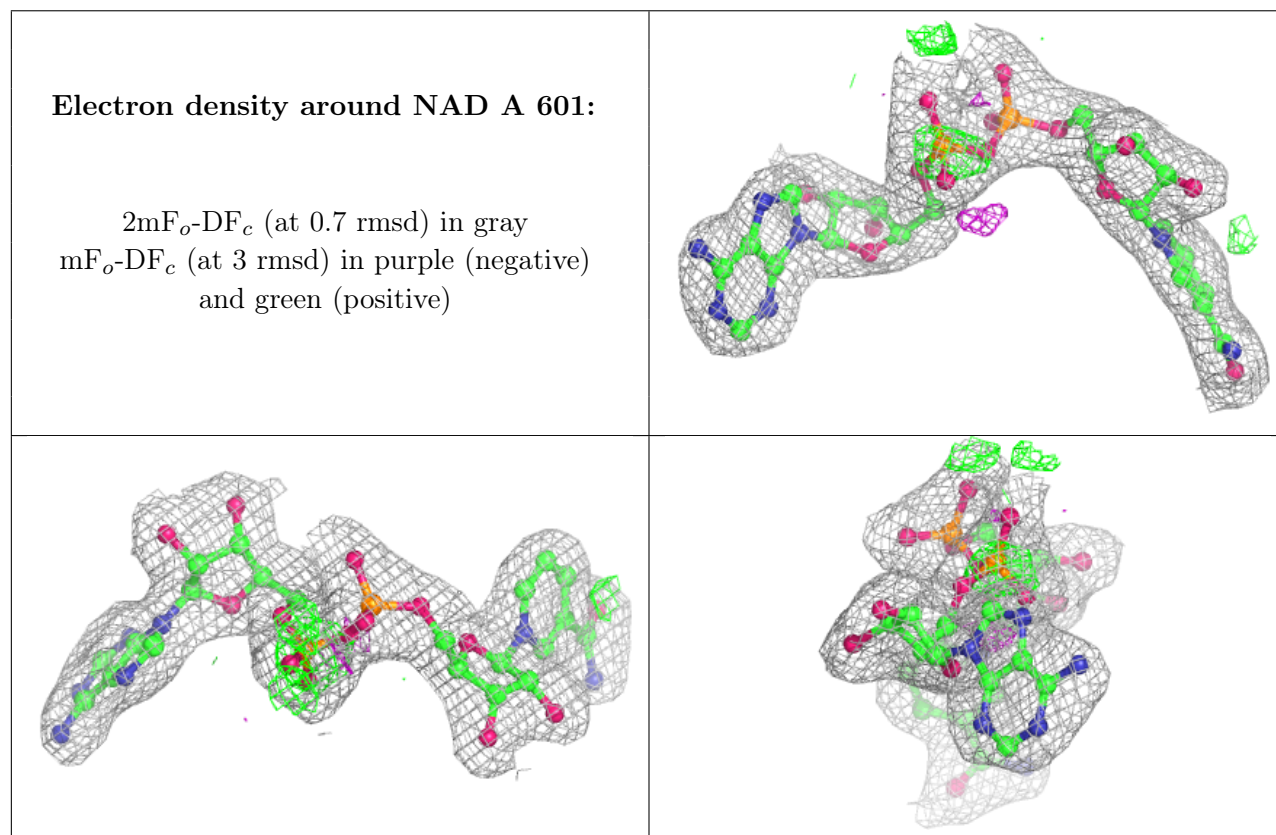 Electron density around NAD A 601:
2mFo-DFc (at 0.7 rmsd) in gray
mFo-DFc (at 3 rmsd) in purple (negative)
and green (positive)